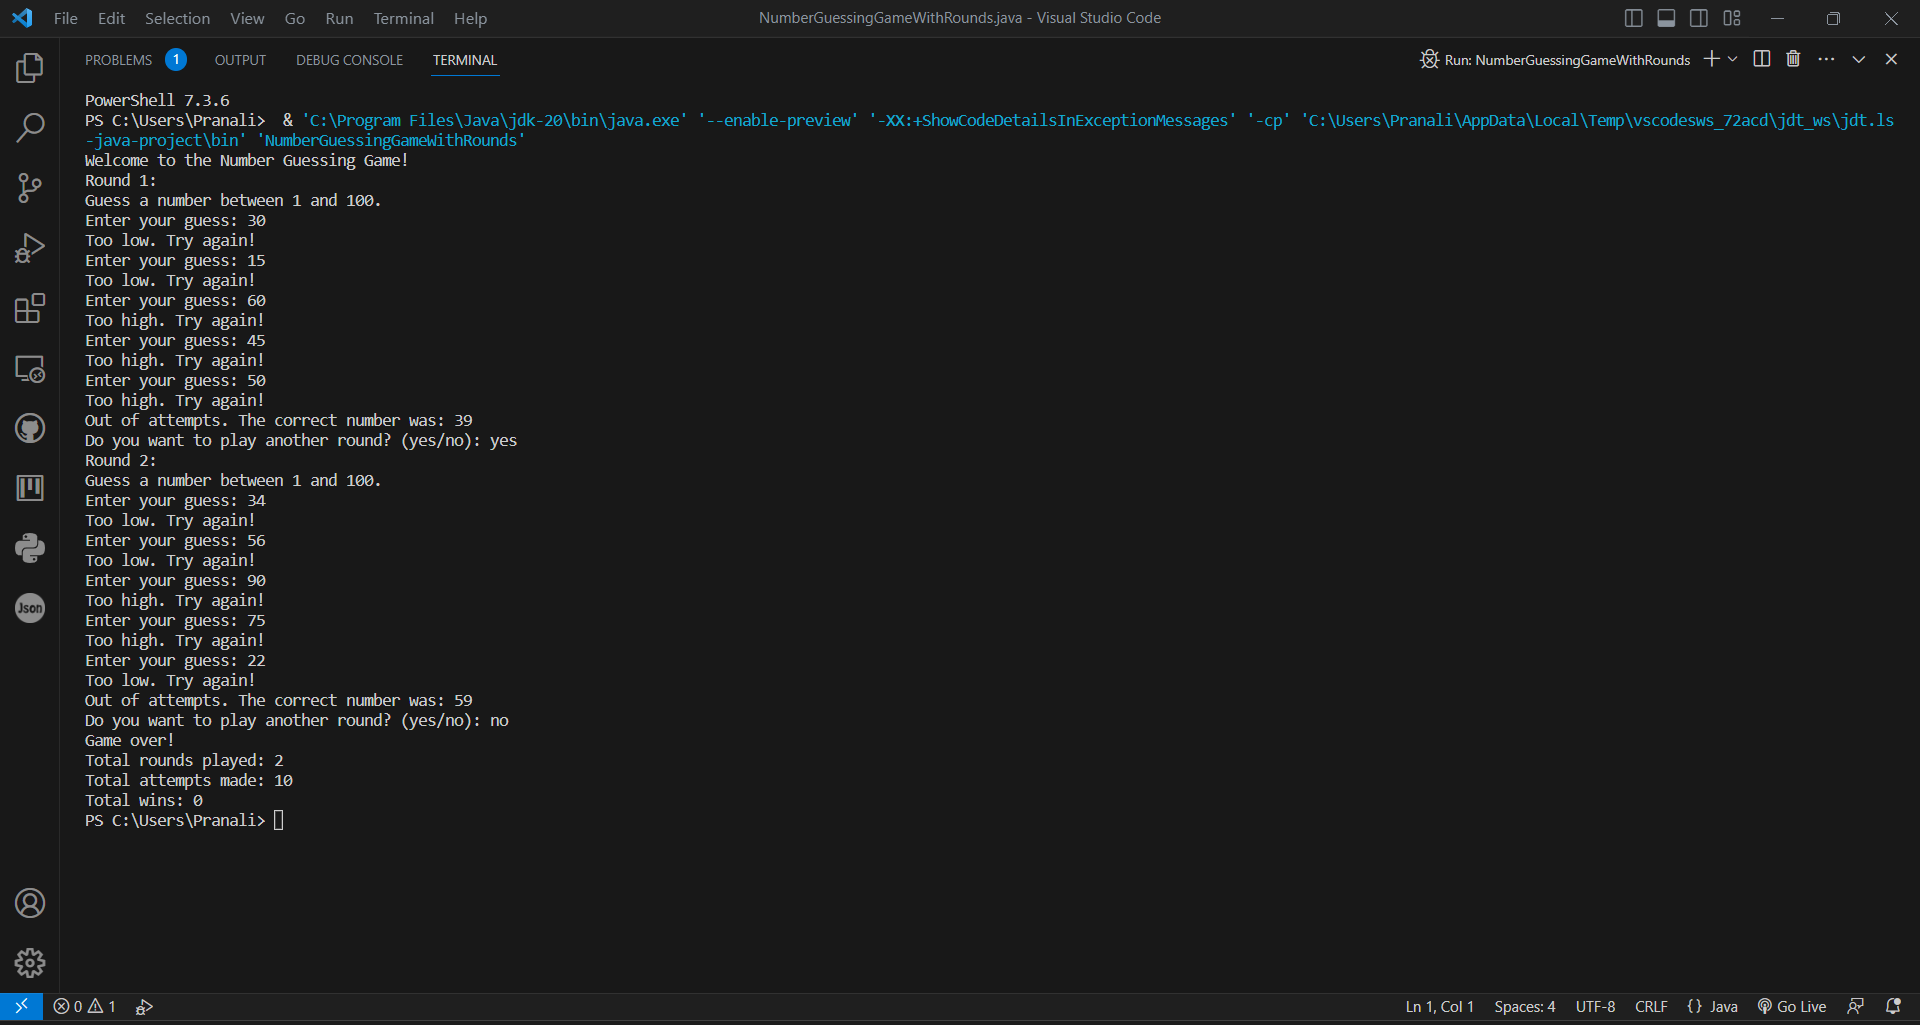 File Edit Selection View Go Run Terminal Help
NumberGuessingGameWithRounds.java - Visual Studio Code
PROBLEMS 1 OUTPUT DEBUG CONSOLE TERMINAL
Run: NumberGuessingGameWithRounds
PowerShell 7.3.6
PS C:\Users\Pranali>  & 'C:\Program Files\Java\jdk-20\bin\java.exe' '--enable-preview' '-XX:+ShowCodeDetailsInExceptionMessages' '-cp' 'C:\Users\Pranali\AppData\Local\Temp\vscodesws_72acd\jdt_ws\jdt.ls
-java-project\bin' 'NumberGuessingGameWithRounds'
Welcome to the Number Guessing Game!
Round 1:
Guess a number between 1 and 100.
Enter your guess: 30
Too low. Try again!
Enter your guess: 15
Too low. Try again!
Enter your guess: 60
Too high. Try again!
Enter your guess: 45
Too high. Try again!
Enter your guess: 50
Too high. Try again!
Out of attempts. The correct number was: 39
Do you want to play another round? (yes/no): yes
Round 2:
Guess a number between 1 and 100.
Enter your guess: 34
Too low. Try again!
Enter your guess: 56
Too low. Try again!
Enter your guess: 90
Too high. Try again!
Enter your guess: 75
Too high. Try again!
Enter your guess: 22
Too low. Try again!
Out of attempts. The correct number was: 59
Do you want to play another round? (yes/no): no
Game over!
Total rounds played: 2
Total attempts made: 10
Total wins: 0
PS C:\Users\Pranali>
Json
0 1
Ln 1, Col 1 Spaces: 4 UTF-8 CRLF {} Java Go Live